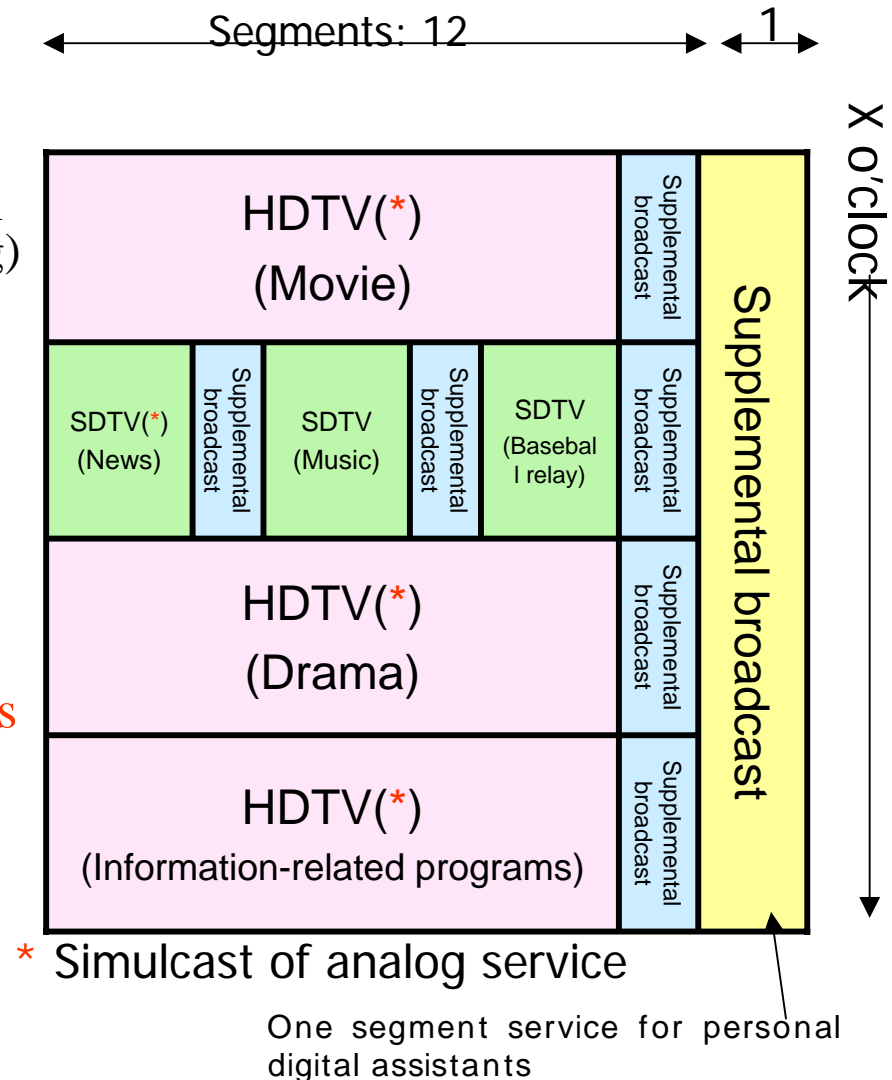 Segments: 12
1
X o'clock
g)
HDTV(*)
(Movie)
Supplemental
broadcast
Supplemental broadcast
SDTV(*)
(News)
Supplemental
broadcast
SDTV
(Music)
Supplemental
broadcast
SDTV
(Basebal
l relay)
Supplemental
broadcast
HDTV(*)
(Drama)
Supplemental
broadcast
s
HDTV(*)
(Information-related programs)
Supplemental
broadcast
* Simulcast of analog service
One segment service for personal
digital assistants